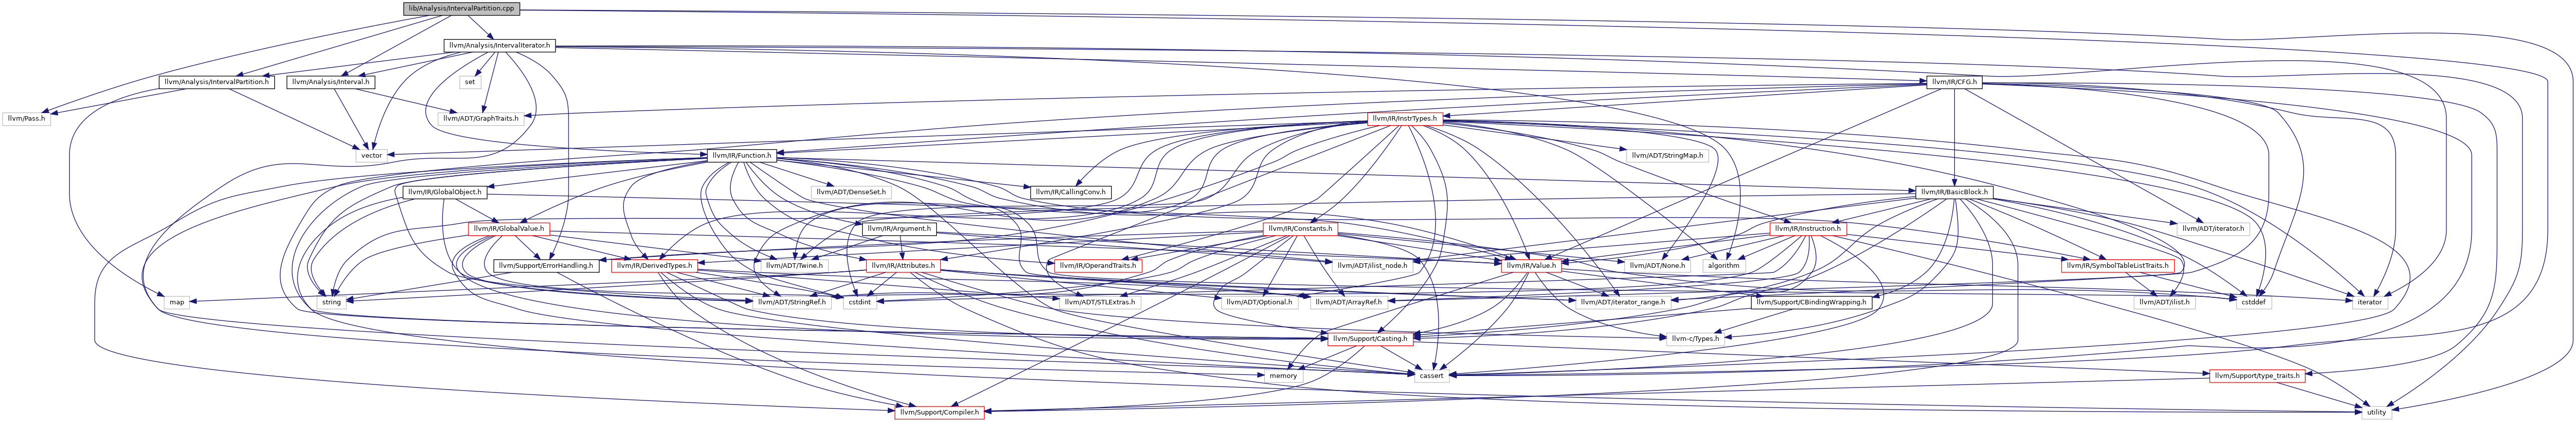 lib/Analysis/IntervalPartition.cpp
llvm/Analysis/IntervalIterator.h
llvm/Analysis/IntervalPartition.h
llvm/Analysis/Interval.h
set
llvm/IR/CFG.h
llvm/Pass.h
llvm/ADT/GraphTraits.h
llvm/IR/InstrTypes.h
vector
llvm/IR/Function.h
llvm/ADT/StringMap.h
llvm/IR/GlobalObject.h
llvm/ADT/DenseSet.h
llvm/IR/CallingConv.h
llvm/IR/BasicBlock.h
llvm/IR/GlobalValue.h
llvm/IR/Argument.h
llvm/IR/Constants.h
llvm/IR/Instruction.h
llvm/ADT/iterator.h
llvm/Support/ErrorHandling.h
llvm/IR/DerivedTypes.h
llvm/ADT/Twine.h
llvm/IR/Attributes.h
llvm/IR/OperandTraits.h
llvm/ADT/ilist_node.h
llvm/IR/Value.h
llvm/ADT/None.h
algorithm
llvm/IR/SymbolTableListTraits.h
map
string
llvm/ADT/StringRef.h
cstdint
llvm/ADT/STLExtras.h
llvm/ADT/Optional.h
llvm/ADT/ArrayRef.h
llvm/ADT/iterator_range.h
llvm/Support/CBindingWrapping.h
llvm/ADT/ilist.h
cstddef
iterator
llvm/Support/Casting.h
llvm-c/Types.h
memory
cassert
llvm/Support/type_traits.h
llvm/Support/Compiler.h
utility